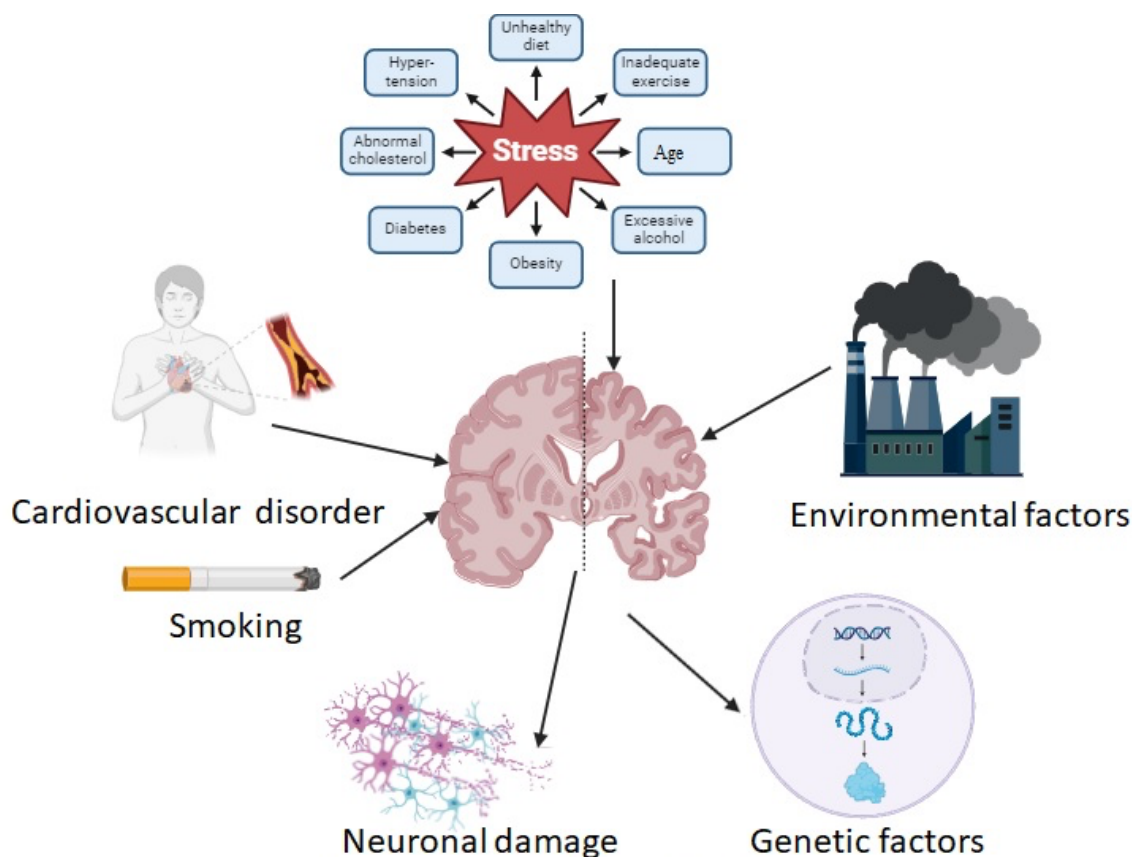 Unhealthy
diet
Hyper-
tension
Inadequate
exercise
Abnormal
cholesterol
Stress
Age
Diabetes
Excessive
alcohol
Obesity
Cardiovascular disorder
Environmental factors
Smoking
Neuronal damage
Genetic factors